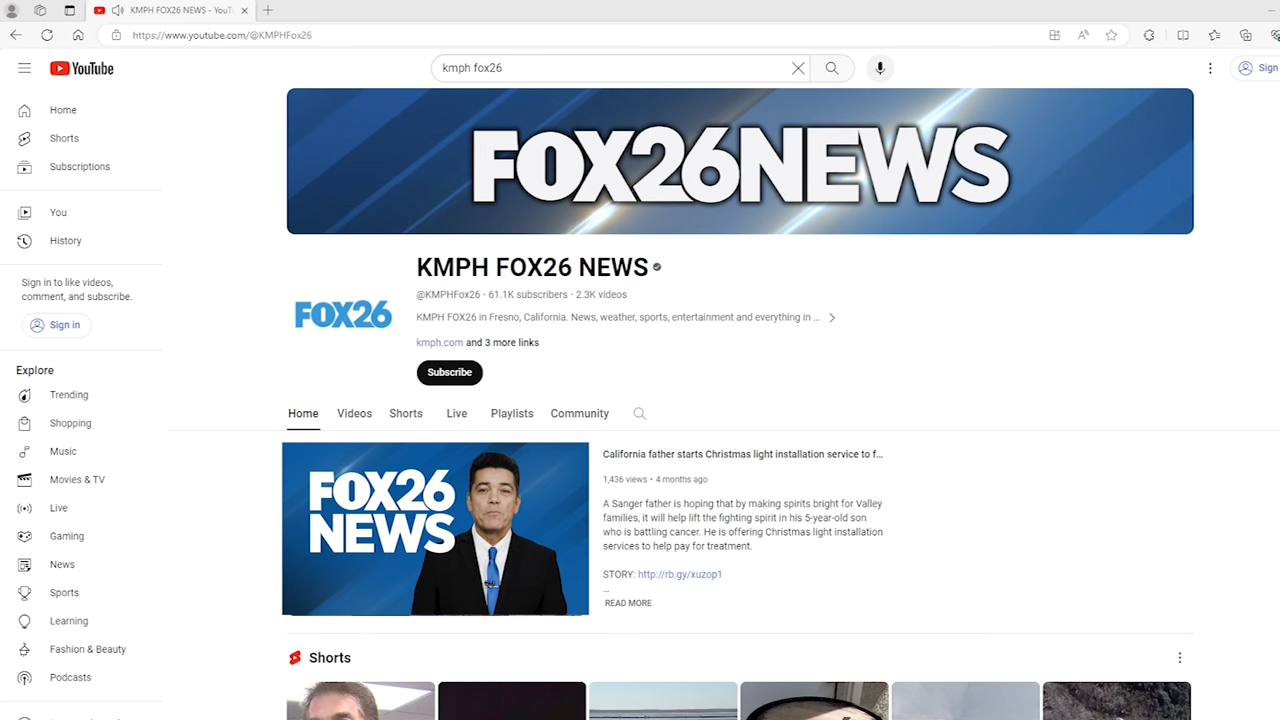 KMPH FOX26 NEWS - YouTu
https://www.youtube.com/@KMPHFox26
YouTube
kmph fox26
Sign
Home
Shorts
Subscriptions
You
History
Sign in to like videos,
comment, and subscribe.
Sign in
Explore
Trending
Shopping
Music
Movies & TV
Live
Gaming
News
Sports
Learning
Fashion & Beauty
Podcasts
FOX26NEWS
FOX26
KMPH FOX26 NEWS
@KMPHFox26 · 61.1K subscribers · 2.3K videos
KMPH FOX26 in Fresno, California. News, weather, sports, entertainment and everything in ...
kmph.com and 3 more links
Subscribe
Home Videos Shorts Live Playlists Community
FOX26
NEWS
California father starts Christmas light installation service to f...
1,436 views • 4 months ago
A Sanger father is hoping that by making spirits bright for Valley
families, it will help lift the fighting spirit in his 5-year-old son
who is battling cancer. He is offering Christmas light installation
services to help pay for treatment.
STORY: http://rb.gy/xuzop1
...
READ MORE
Shorts